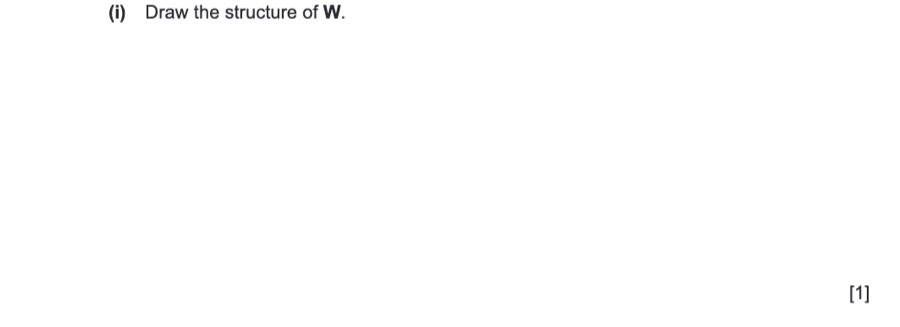 (i) Draw the structure of W.
[1]